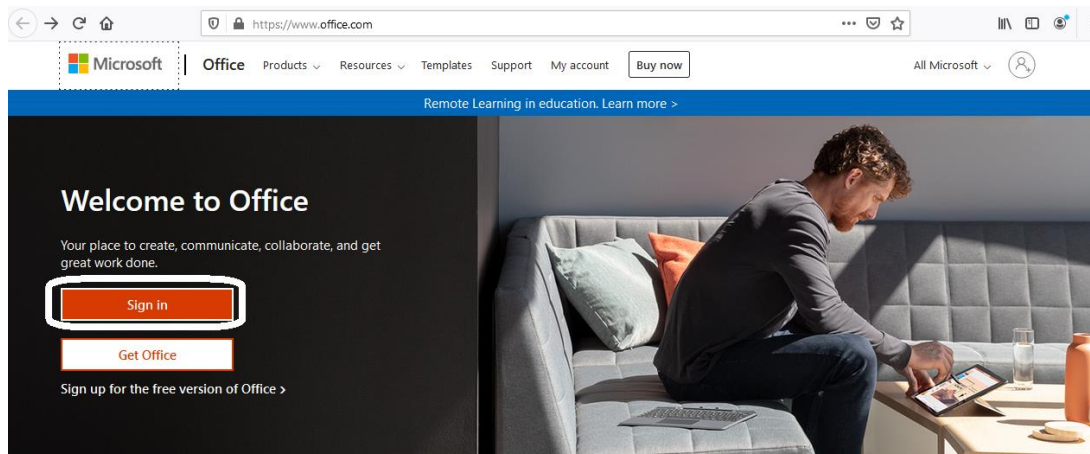 https://www.office.com
Microsoft Office Products Resources Templates Support My account Buy now All Microsoft
Remote Learning in education. Learn more >
Welcome to Office
Your place to create, communicate, collaborate, and get
great work done.
Sign in
Get Office
Sign up for the free version of Office >